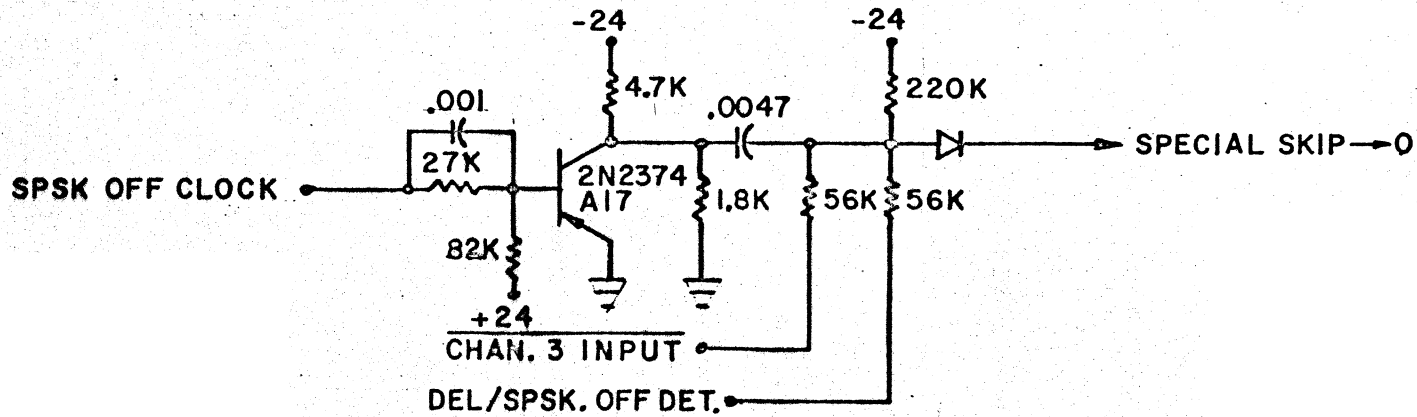 -24
-24
4.7K
220K
.001
.0047
27K
SPECIAL SKIP→0
SPSK OFF CLOCK
2N2374
A17
1.8K
56K
56K
82K
+24
CHAN. 3 INPUT
DEL/SPSK. OFF DET.